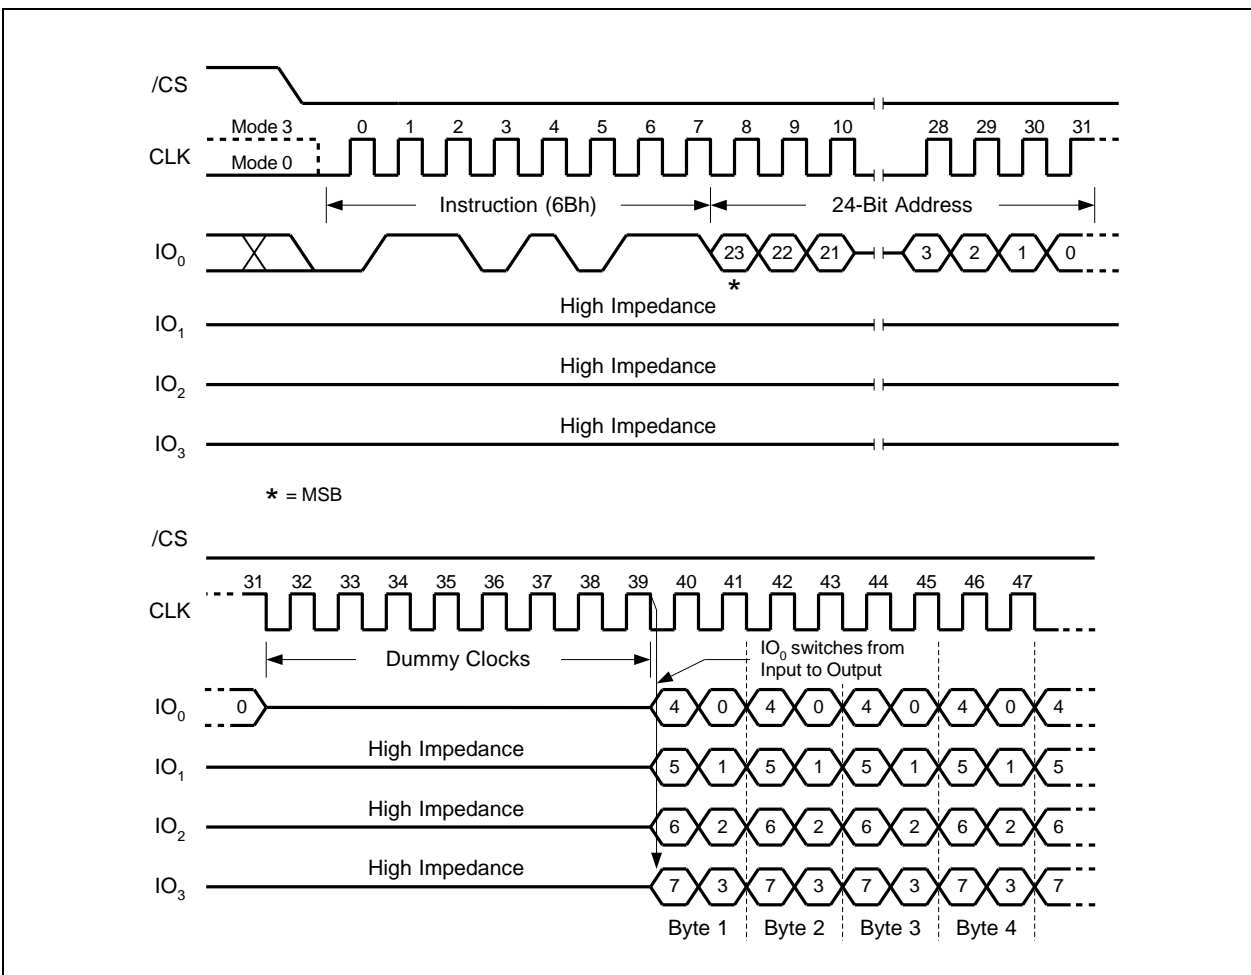 /CS
Mode 3 0 1 2 3 4 5 6 7 8 9 10 28 29 30 31
CLK
Mode 0
Instruction (6Bh) 24-Bit Address
IO0 23 22 21 3 2 1 0
*
High Impedance
IO1
High Impedance
IO2
High Impedance
IO3
* = MSB
/CS
31 32 33 34 35 36 37 38 39 40 41 42 43 44 45 46 47
CLK
Dummy Clocks
IO0 switches from
Input to Output
IO0 0 4 0 4 0 4 0 4 0 4
High Impedance
IO1 5 1 5 1 5 1 5 1 5
High Impedance
IO2 6 2 6 2 6 2 6 2 6
High Impedance
IO3 7 3 7 3 7 3 7 3 7
Byte 1 Byte 2 Byte 3 Byte 4